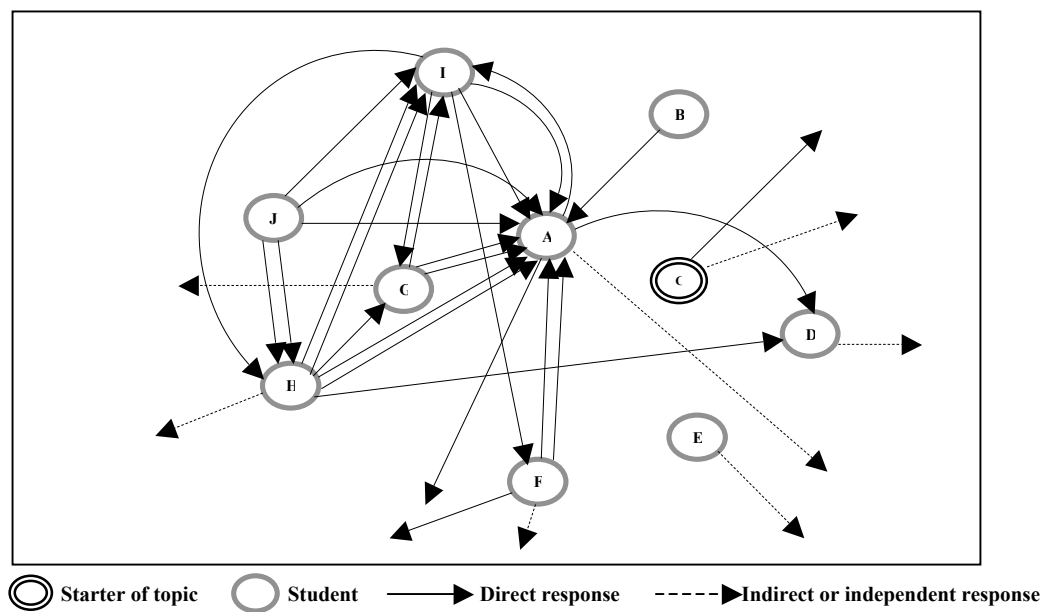 I
B
J
A
C
G
D
H
E
F
Starter of topic Student Direct response Indirect or independent response